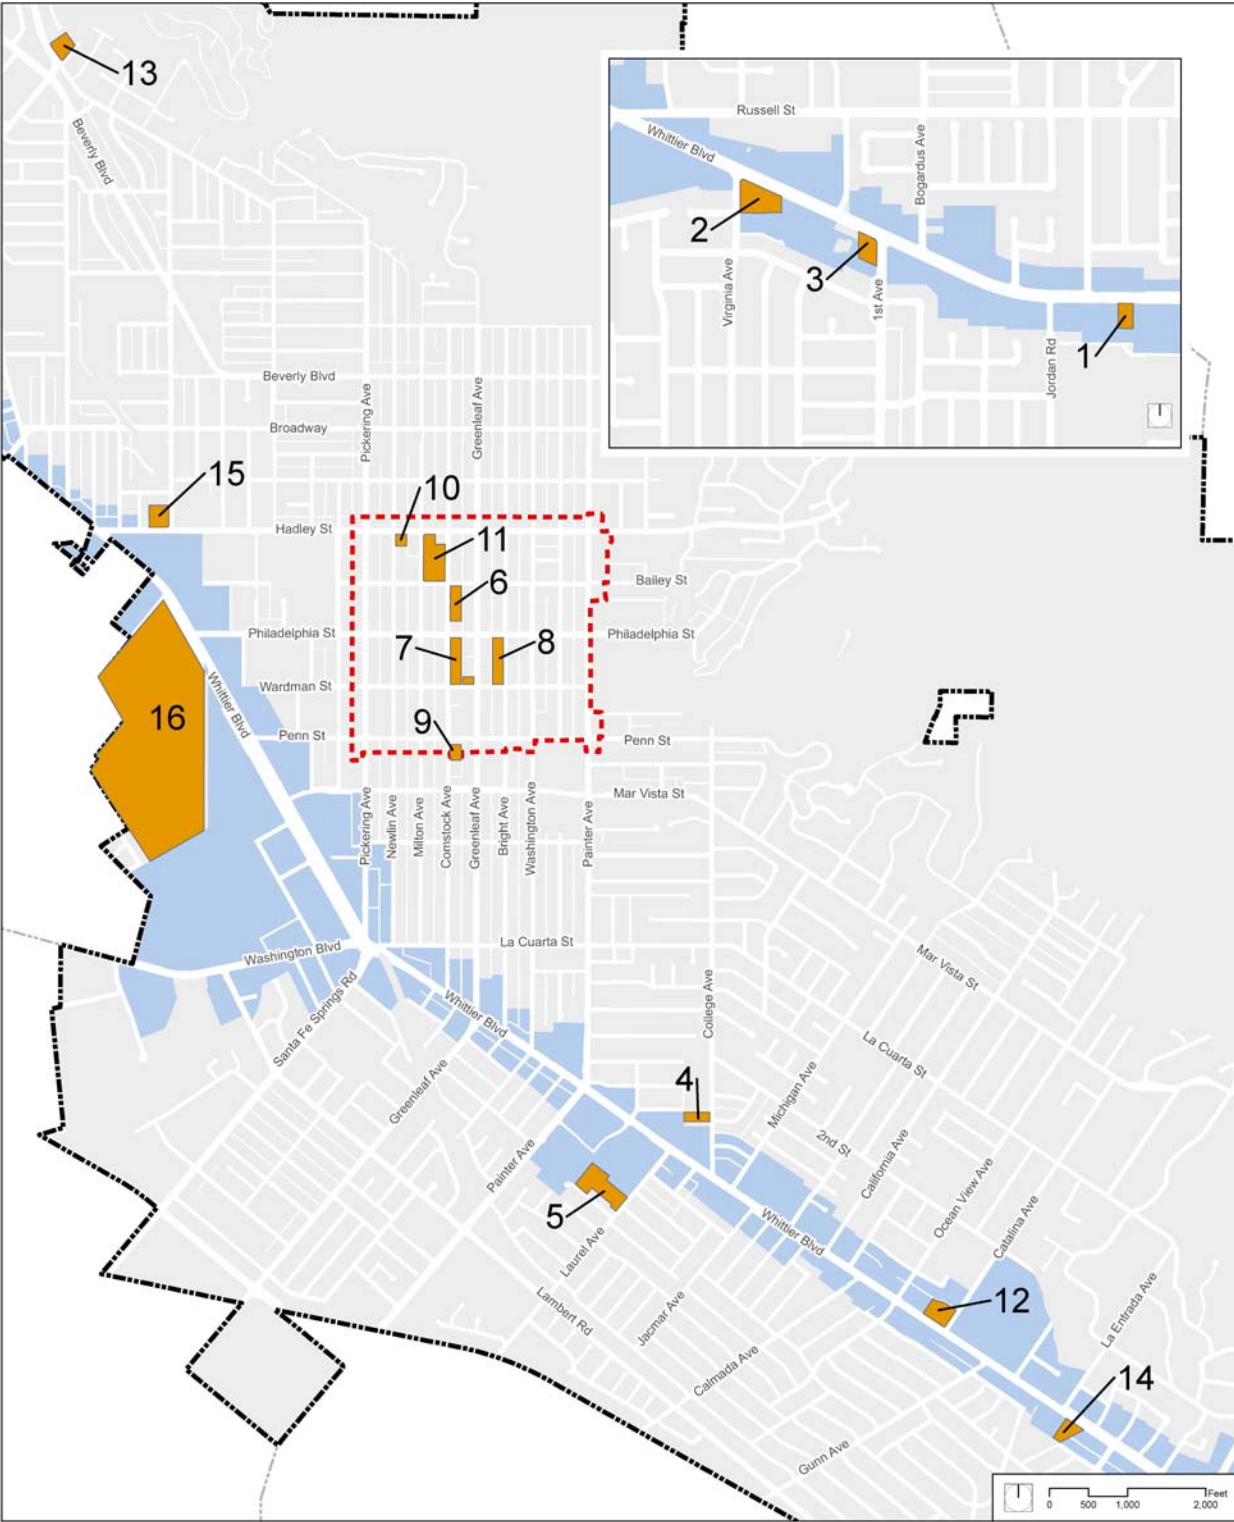 13
Beverly Blvd
Russell St
Whittier Blvd
Bogardus Ave
2
3
Virginia Ave
1st Ave
1
Jordan Rd
Beverly Blvd
Pickering Ave
Greenleaf Ave
Broadway
15
10
Hadley St
11
6
Bailey St
Philadelphia St
Philadelphia St
7
8
Wardman St
Whittier Blvd
16
9
Penn St
Penn St
Mar Vista St
Pickering Ave
Newlin Ave
Milton Ave
Comstock Ave
Greenleaf Ave
Bright Ave
Washington Ave
Painter Ave
La Cuarta St
Washington Blvd
Mar Vista St
Santa Fe Springs Rd
Whittier Blvd
College Ave
La Cuarta St
Greenleaf Ave
4
Michigan Ave
2nd St
California Ave
Painter Ave
Ocean View Ave
5
Whittier Blvd
Catalina Ave
Laurel Ave
12
Lambert Rd
Jacmar Ave
La Entrada Ave
Calmada Ave
14
Gunn Ave
Feet
0 500 1,000 2,000